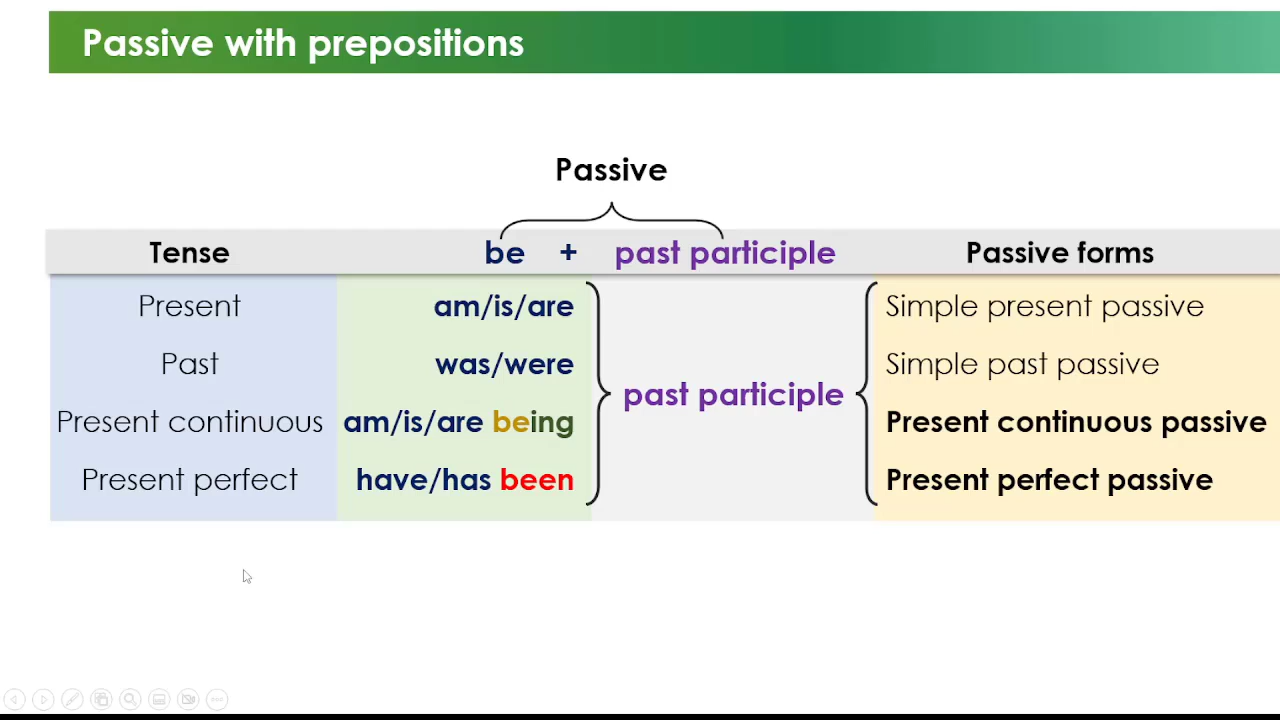 Passive with prepositions
Passive
Tense be + past participle Passive forms
Present am/is/are Simple present passive
Past was/were Simple past passive
past participle
Present continuous am/is/are being Present continuous passive
Present perfect have/has been Present perfect passive